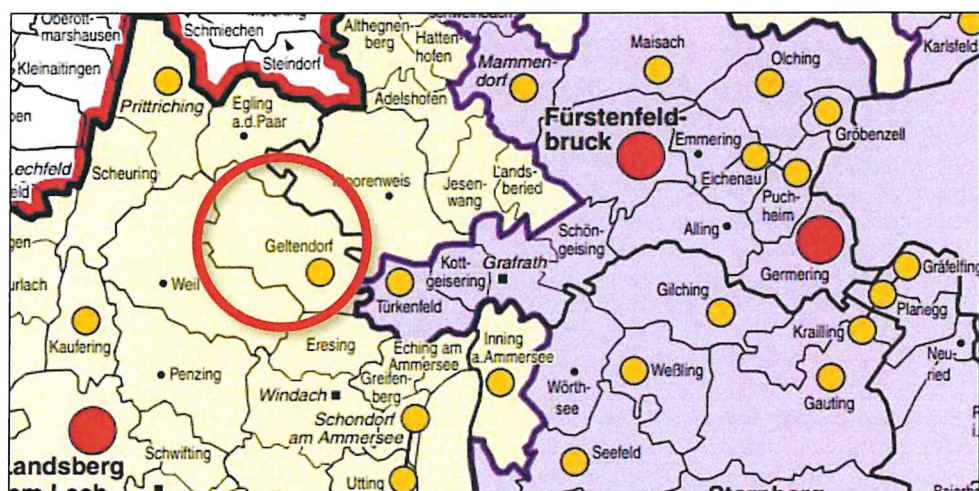 Oberott-
marshausen
Schmiechen
Steindorf
Kleinaitingen
Prittriching
Egling
a.d.Paar
Althegnen-
berg
Hatten-
hofen
Adelshofen
Mammen-
dorf
Maisach
Olching
Karlsfeld
Gröbenzell
Fürstenfeld-
bruck
Emmering
Eichenau
Puch-
heim
Scheuring
Moorenweis
Jesen-
wang
Lands-
beried
Schön-
geising
Alling
Germering
Gräfelfing
Planegg
Geltendorf
Kott-
geisering
Grafrath
Türkenfeld
Gilching
Krailling
Neu-
ried
Weil
Kaufering
Penzing
Eresing
Windach
Eching am
Ammersee
Greifen-
berg
Inning
a.Ammersee
Schondorf
am Ammersee
Wörth-
see
Weßling
Gauting
Schwifting
Utting
Seefeld